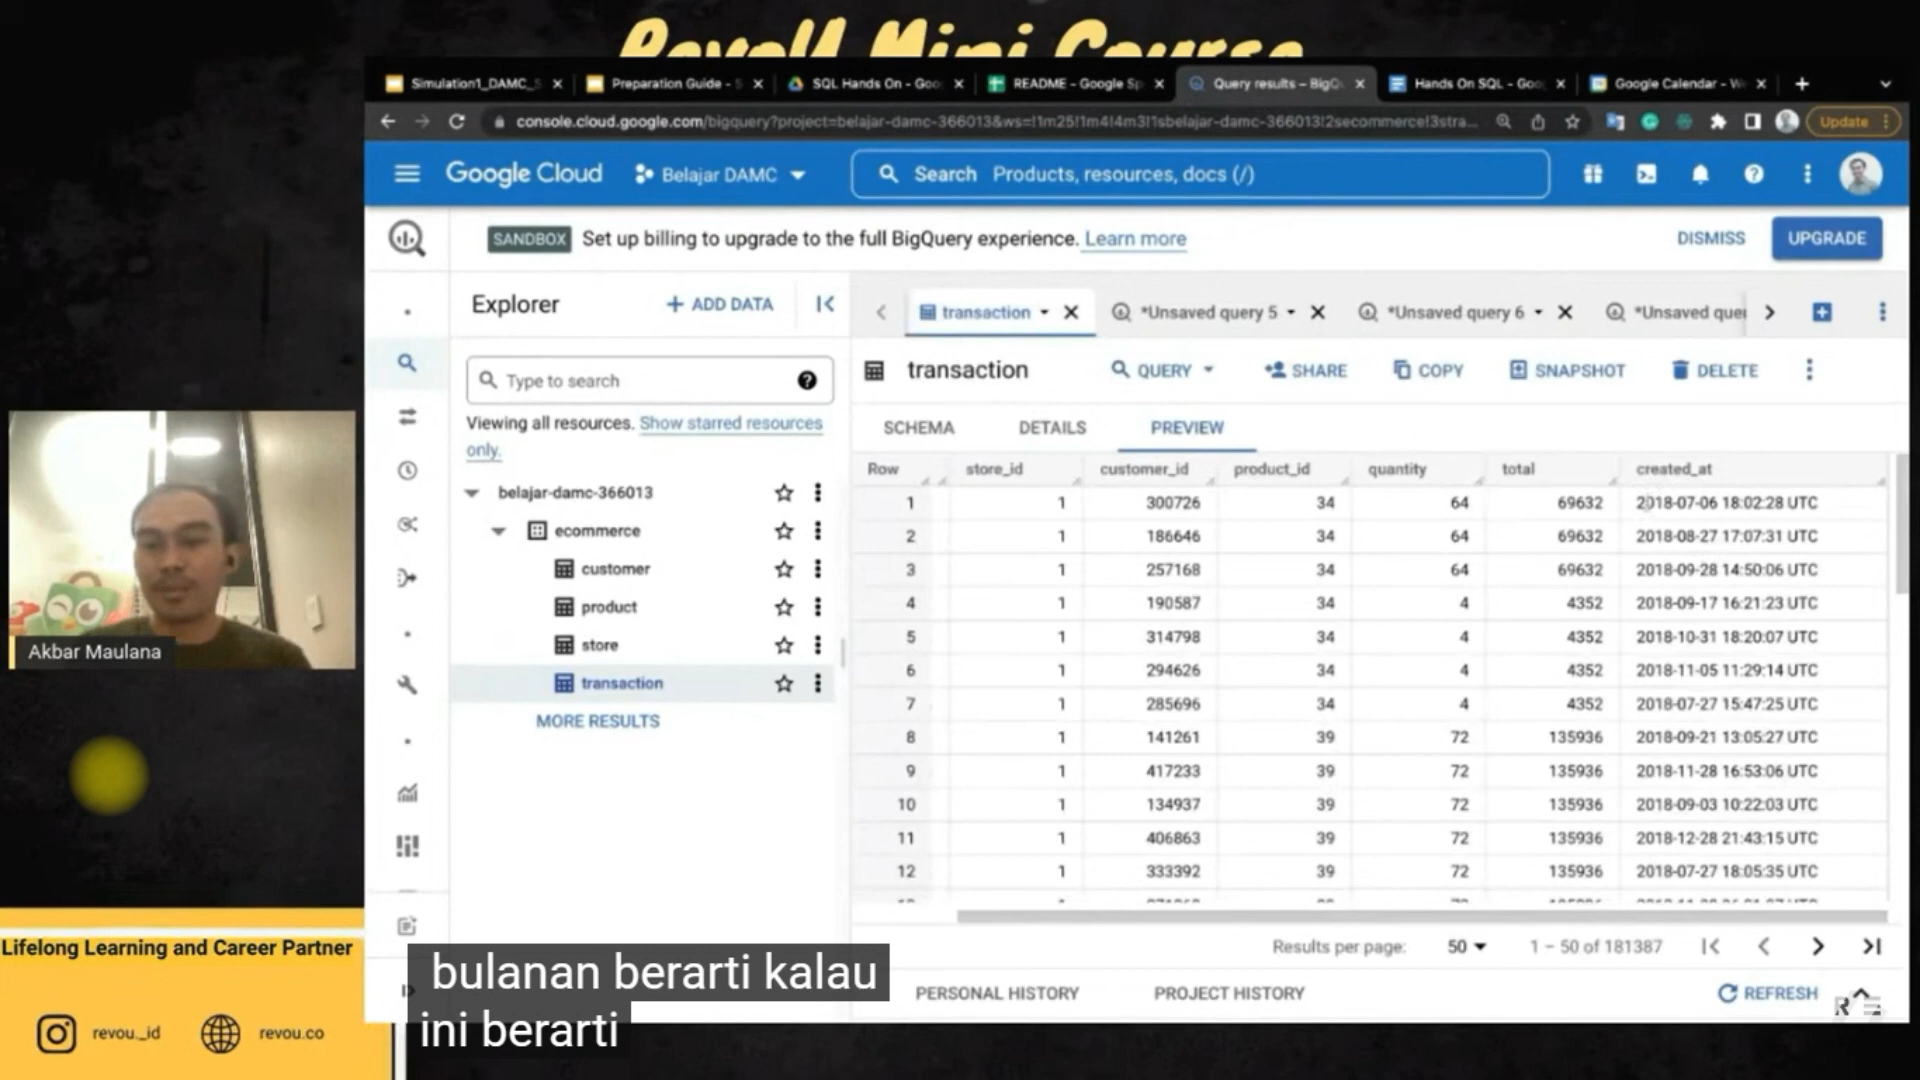 RevoU Mini Course
Simulation1_DAMC_S
Preparation Guide - S
SQL Hands On - Goo
README - Google Sp
Query results – BigQ
Hands On SQL - Goo
Google Calendar - We
console.cloud.google.com/bigquery?project=belajar-damc-366013&ws=!1m25!1m4!4m3!1sbelajar-damc-366013!2secommerce!3stra...
Update
Google Cloud
Belajar DAMC
Search Products, resources, docs (/)
SANDBOX Set up billing to upgrade to the full BigQuery experience. Learn more
DISMISS
UPGRADE
Explorer
+ ADD DATA
Type to search
Viewing all resources. Show starred resources
only.
belajar-damc-366013
ecommerce
customer
product
store
transaction
MORE RESULTS
transaction
*Unsaved query 5
*Unsaved query 6
*Unsaved quer
transaction
QUERY
SHARE
COPY
SNAPSHOT
DELETE
SCHEMA DETAILS PREVIEW
Row store_id customer_id product_id quantity total created_at
1 1 300726 34 64 69632 2018-07-06 18:02:28 UTC
2 1 186646 34 64 69632 2018-08-27 17:07:31 UTC
3 1 257168 34 64 69632 2018-09-28 14:50:06 UTC
4 1 190587 34 4 4352 2018-09-17 16:21:23 UTC
5 1 314798 34 4 4352 2018-10-31 18:20:07 UTC
6 1 294626 34 4 4352 2018-11-05 11:29:14 UTC
7 1 285696 34 4 4352 2018-07-27 15:47:25 UTC
8 1 141261 39 72 135936 2018-09-21 13:05:27 UTC
9 1 417233 39 72 135936 2018-11-28 16:53:06 UTC
10 1 134937 39 72 135936 2018-09-03 10:22:03 UTC
11 1 406863 39 72 135936 2018-12-28 21:43:15 UTC
12 1 333392 39 72 135936 2018-07-27 18:05:35 UTC
Results per page: 50 1 – 50 of 181387
PERSONAL HISTORY
PROJECT HISTORY
REFRESH
Akbar Maulana
Lifelong Learning and Career Partner
revou_id
revou.co
bulanan berarti kalau
ini berarti